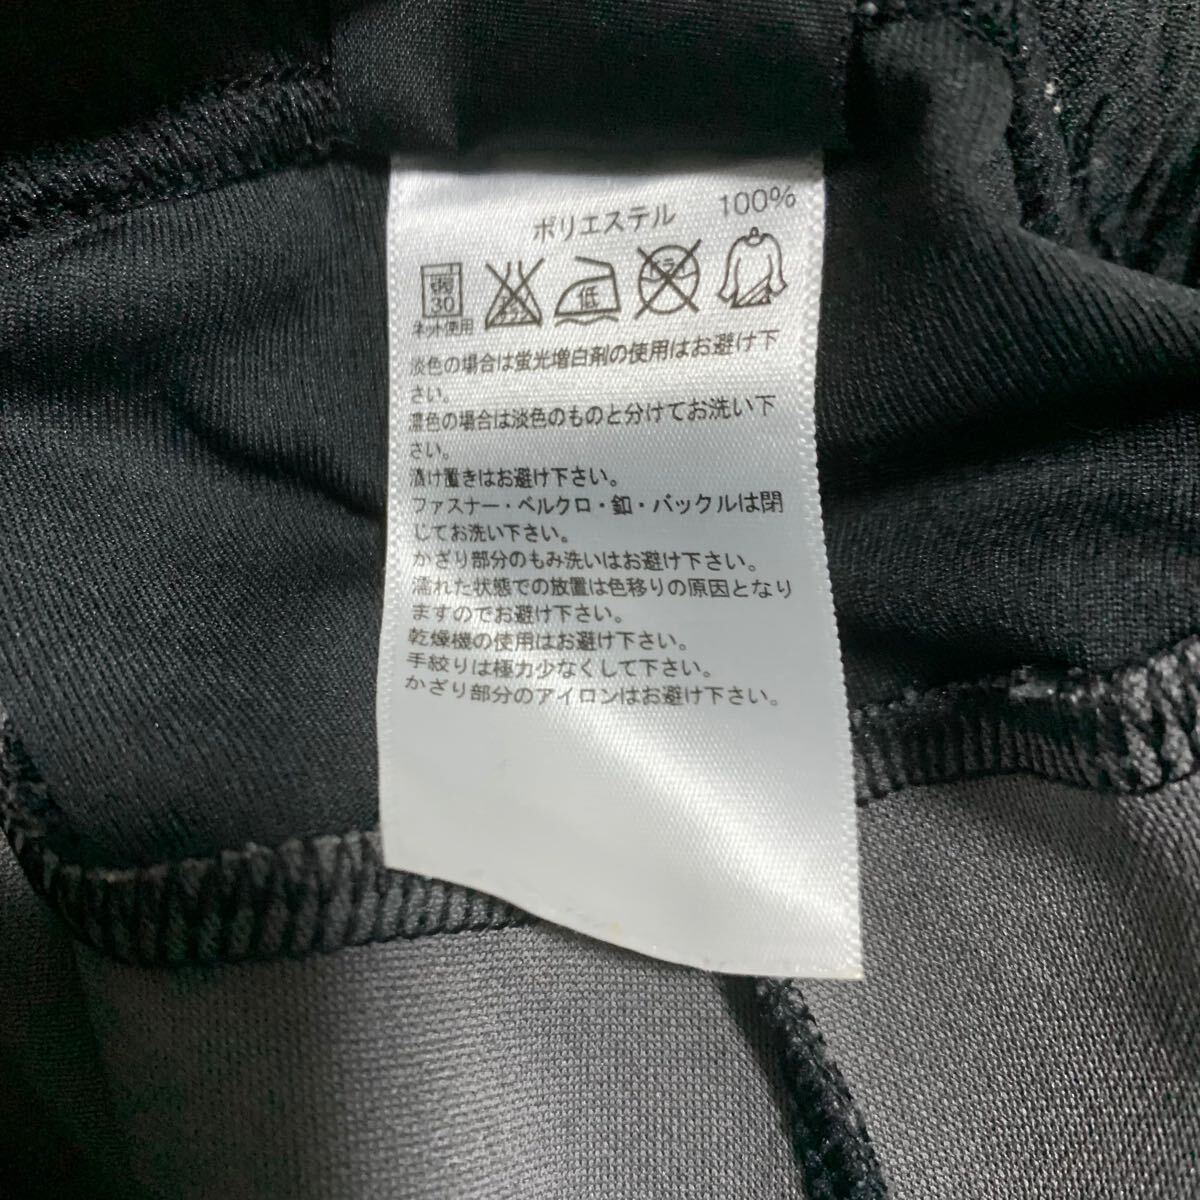 ポリエステル 100%
弱 30 エンソ 低 ドライ
ネット使用
淡色の場合は蛍光増白剤の使用はお避け下
さい。
濃色の場合は淡色のものと分けてお洗い下
さい。
漬け置きはお避け下さい。
ファスナー・ベルクロ・釦・バックルは閉
じてお洗い下さい。
かざり部分のもみ洗いはお避け下さい。
濡れた状態での放置は色移りの原因となり
ますのでお避け下さい。
乾燥機の使用はお避け下さい。
手絞りは極力少なくして下さい。
かざり部分のアイロンはお避け下さい。